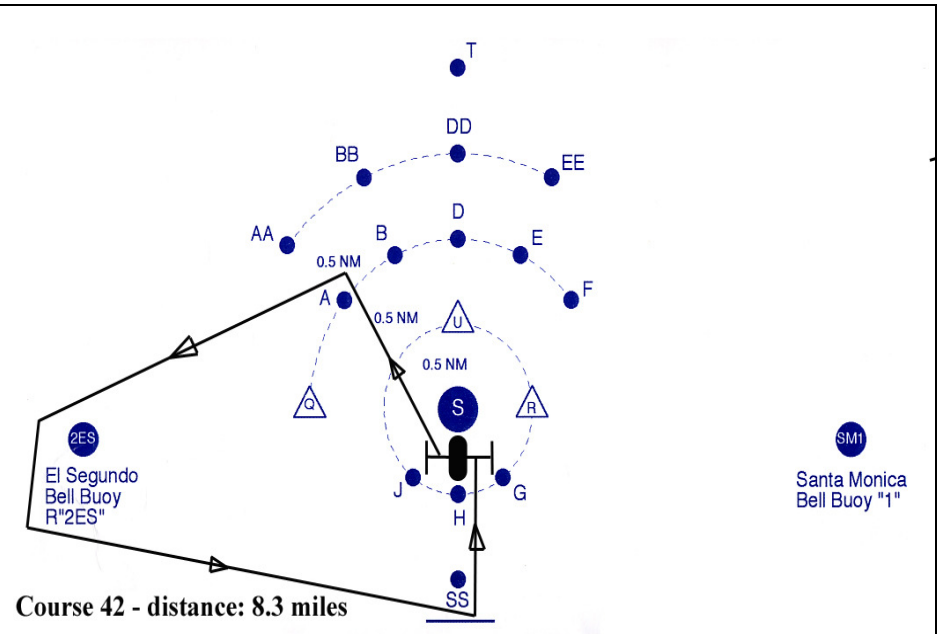 T
DD
BB
EE
D
AA
B
E
0.5 NM
F
A
0.5 NM
U
0.5 NM
Q
S
R
2ES
SM1
El Segundo
Bell Buoy
R"2ES"
Santa Monica
Bell Buoy "1"
J
G
H
SS
Course 42 - distance: 8.3 miles